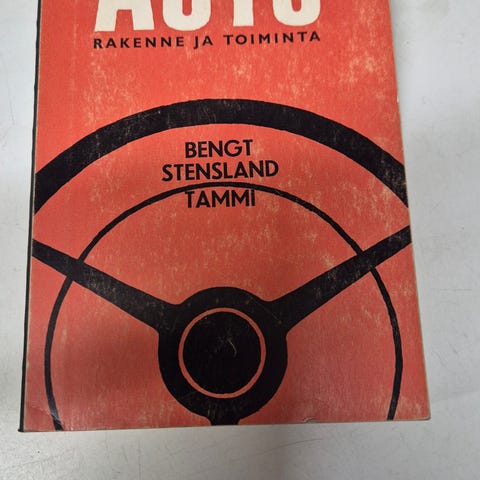 AUTO
RAKENNE JA TOIMINTA
BENGT
STENSLAND
TAMMI